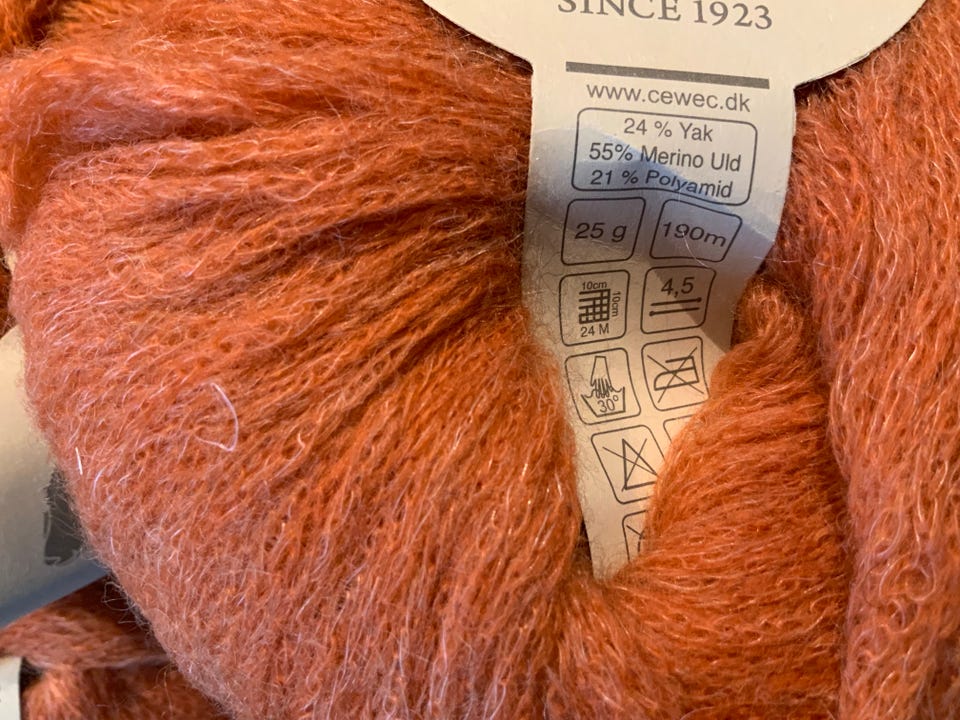 SINCE 1923
www.cewec.dk
24 % Yak
55% Merino Uld
21 % Polyamid
25 g
190m
10cm
10cm
24 M
4,5
30°